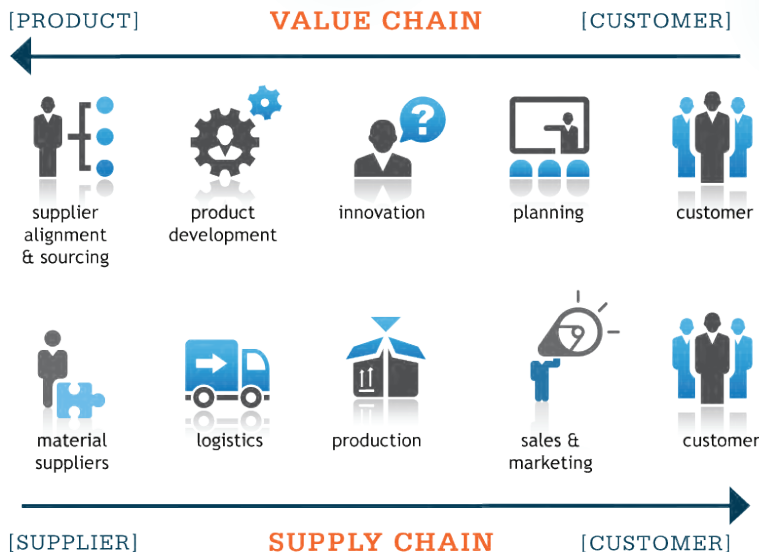 [PRODUCT] VALUE CHAIN [CUSTOMER]
?
supplier alignment & sourcing
product development
innovation
planning
customer
material suppliers
logistics
production
sales & marketing
customer
[SUPPLIER] SUPPLY CHAIN [CUSTOMER]